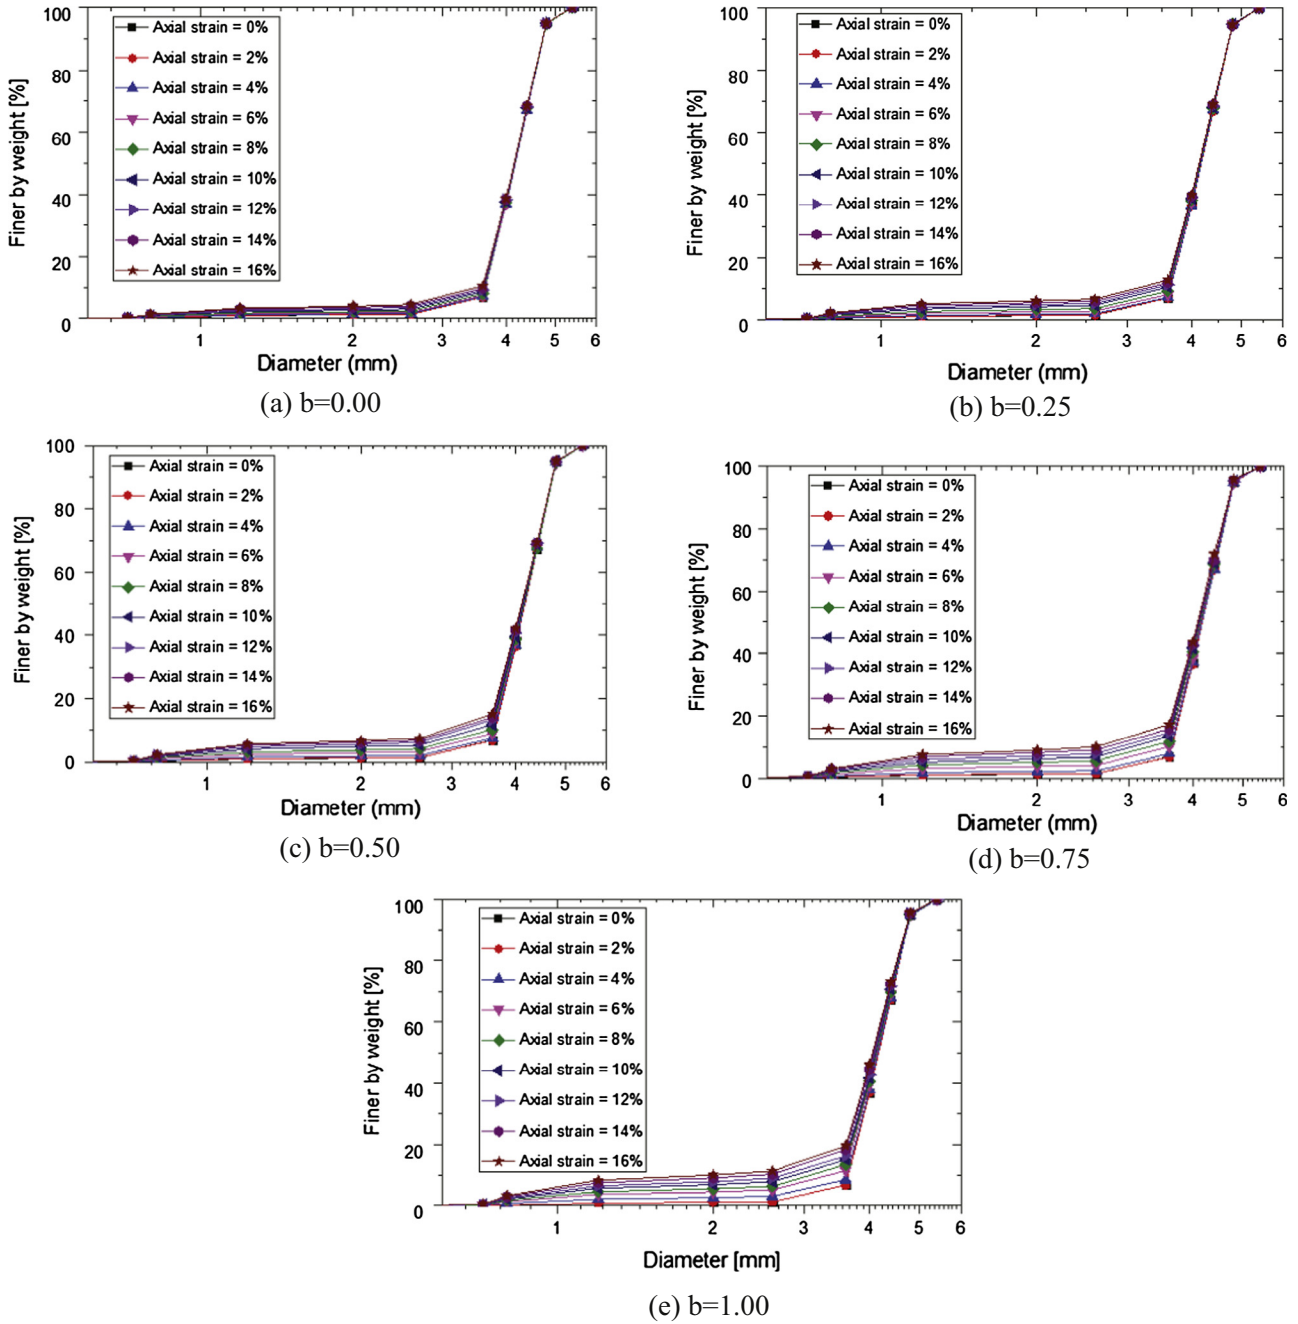 100
80
60
40
20
0
Finer by weight [%]
Axial strain = 0%
Axial strain = 2%
Axial strain = 4%
Axial strain = 6%
Axial strain = 8%
Axial strain = 10%
Axial strain = 12%
Axial strain = 14%
Axial strain = 16%
1 2 3 4 5 6
Diameter (mm)
(a) b=0.00
100
80
60
40
20
0
Finer by weight [%]
Axial strain = 0%
Axial strain = 2%
Axial strain = 4%
Axial strain = 6%
Axial strain = 8%
Axial strain = 10%
Axial strain = 12%
Axial strain = 14%
Axial strain = 16%
1 2 3 4 5 6
Diameter (mm)
(b) b=0.25
100
80
60
40
20
0
Finer by weight [%]
Axial strain = 0%
Axial strain = 2%
Axial strain = 4%
Axial strain = 6%
Axial strain = 8%
Axial strain = 10%
Axial strain = 12%
Axial strain = 14%
Axial strain = 16%
1 2 3 4 5 6
Diameter (mm)
(c) b=0.50
100
80
60
40
20
0
Finer by weight [%]
Axial strain = 0%
Axial strain = 2%
Axial strain = 4%
Axial strain = 6%
Axial strain = 8%
Axial strain = 10%
Axial strain = 12%
Axial strain = 14%
Axial strain = 16%
1 2 3 4 5 6
Diameter (mm)
(d) b=0.75
100
80
60
40
20
0
Finer by weight [%]
Axial strain = 0%
Axial strain = 2%
Axial strain = 4%
Axial strain = 6%
Axial strain = 8%
Axial strain = 10%
Axial strain = 12%
Axial strain = 14%
Axial strain = 16%
1 2 3 4 5 6
Diameter [mm]
(e) b=1.00